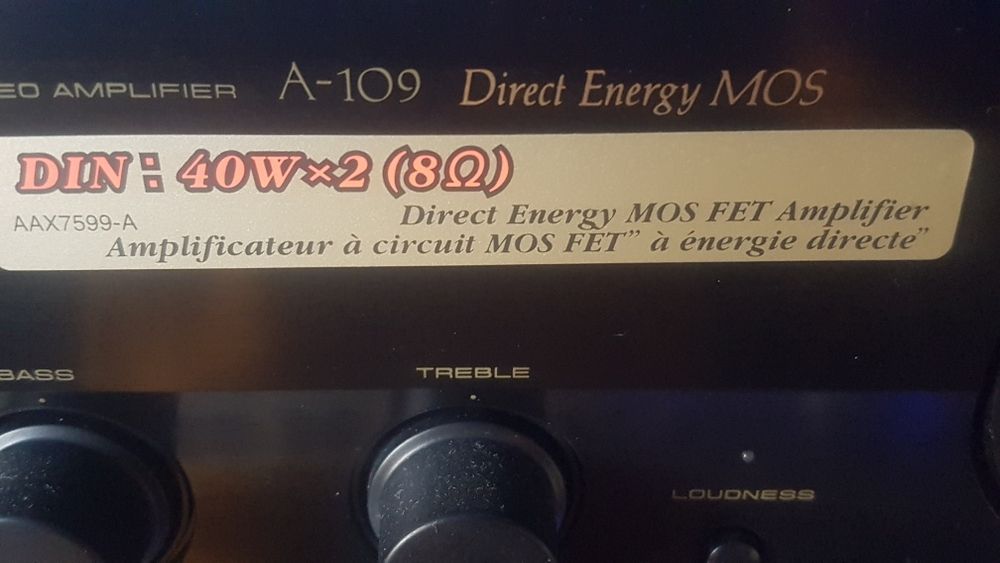 EO AMPLIFIER A-109 Direct Energy MOS
DIN: 40W×2 (8Ω)
AAX7599-A
Direct Energy MOS FET Amplifier
Amplificateur à circuit MOS FET” à énergie directe”
BASS
TREBLE
LOUDNESS